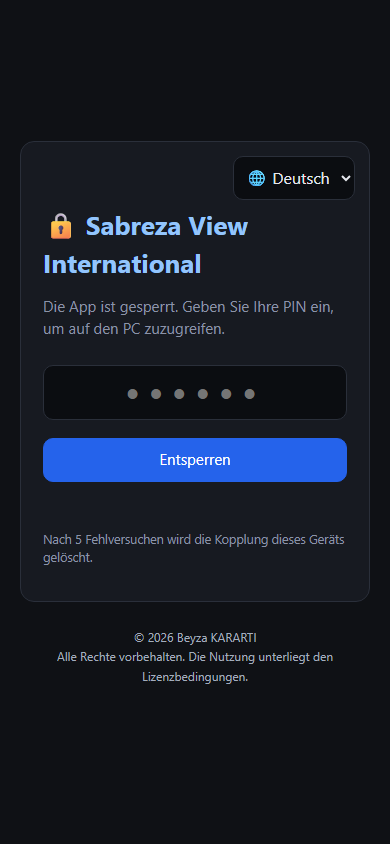 🌐 Deutsch
🔒 Sabreza View
International
Die App ist gesperrt. Geben Sie Ihre PIN ein,
um auf den PC zuzugreifen.
● ● ● ● ● ●
Entsperren
Nach 5 Fehlversuchen wird die Kopplung dieses Geräts
gelöscht.
© 2026 Beyza KARARTI
Alle Rechte vorbehalten. Die Nutzung unterliegt den
Lizenzbedingungen.